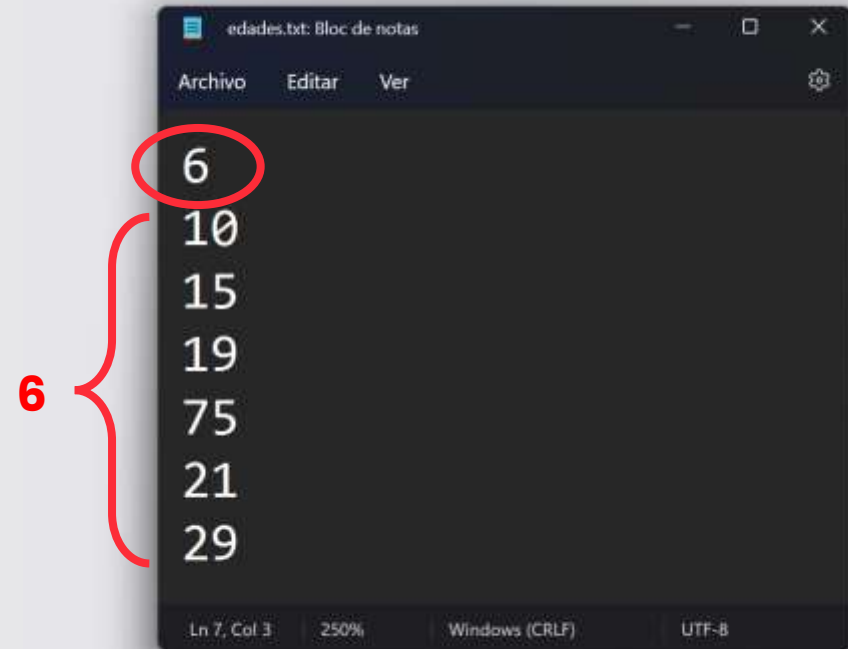 edades.txt: Bloc de notas
Archivo Editar Ver
6
10
15
19
6
75
21
29
Ln 7, Col 3 250% Windows (CRLF) UTF-8